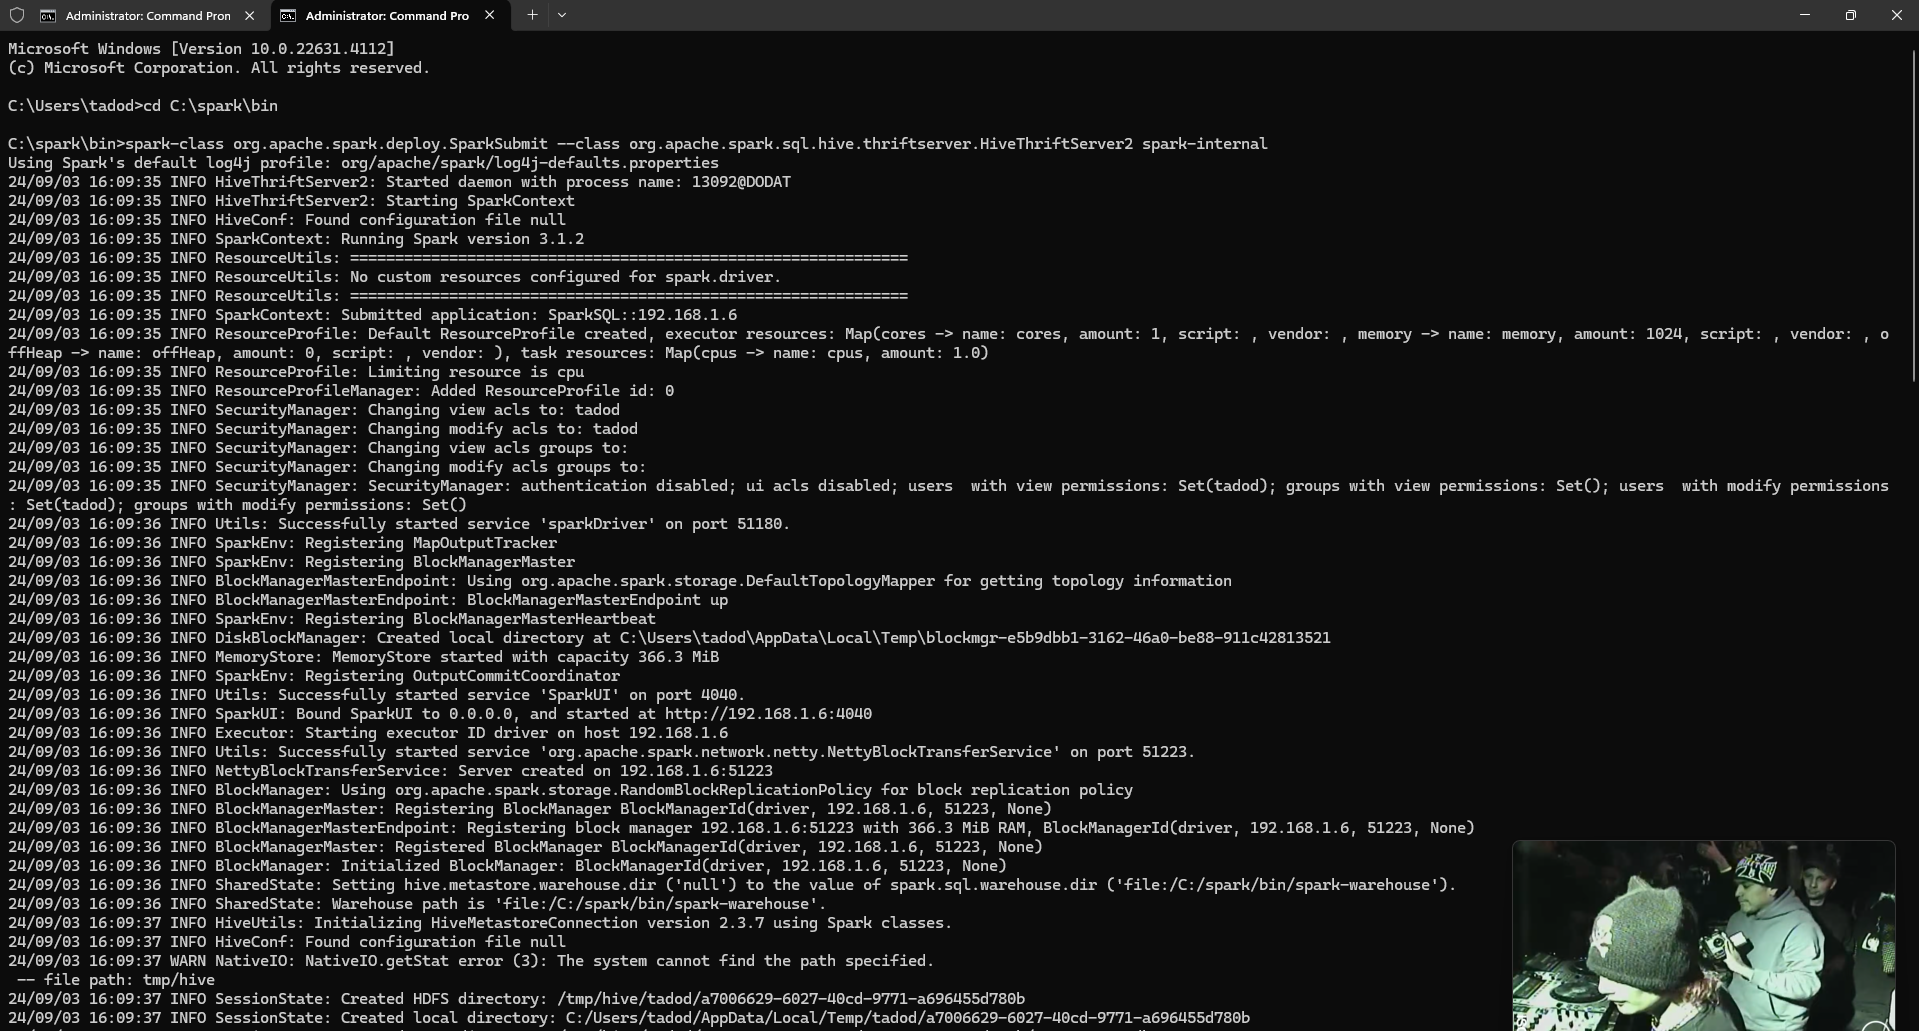 Administrator: Command Pron
Administrator: Command Pro
Microsoft Windows [Version 10.0.22631.4112]
(c) Microsoft Corporation. All rights reserved.
C:\Users\tadod>cd C:\spark\bin
C:\spark\bin>spark-class org.apache.spark.deploy.SparkSubmit --class org.apache.spark.sql.hive.thriftserver.HiveThriftServer2 spark-internal
Using Spark's default log4j profile: org/apache/spark/log4j-defaults.properties
24/09/03 16:09:35 INFO HiveThriftServer2: Started daemon with process name: 13092@DODAT
24/09/03 16:09:35 INFO HiveThriftServer2: Starting SparkContext
24/09/03 16:09:35 INFO HiveConf: Found configuration file null
24/09/03 16:09:35 INFO SparkContext: Running Spark version 3.1.2
24/09/03 16:09:35 INFO ResourceUtils: ==============================================================
24/09/03 16:09:35 INFO ResourceUtils: No custom resources configured for spark.driver.
24/09/03 16:09:35 INFO ResourceUtils: ==============================================================
24/09/03 16:09:35 INFO SparkContext: Submitted application: SparkSQL::192.168.1.6
24/09/03 16:09:35 INFO ResourceProfile: Default ResourceProfile created, executor resources: Map(cores -> name: cores, amount: 1, script: , vendor: , memory -> name: memory, amount: 1024, script: , vendor: , o
ffHeap -> name: offHeap, amount: 0, script: , vendor: ), task resources: Map(cpus -> name: cpus, amount: 1.0)
24/09/03 16:09:35 INFO ResourceProfile: Limiting resource is cpu
24/09/03 16:09:35 INFO ResourceProfileManager: Added ResourceProfile id: 0
24/09/03 16:09:35 INFO SecurityManager: Changing view acls to: tadod
24/09/03 16:09:35 INFO SecurityManager: Changing modify acls to: tadod
24/09/03 16:09:35 INFO SecurityManager: Changing view acls groups to:
24/09/03 16:09:35 INFO SecurityManager: Changing modify acls groups to:
24/09/03 16:09:35 INFO SecurityManager: SecurityManager: authentication disabled; ui acls disabled; users  with view permissions: Set(tadod); groups with view permissions: Set(); users  with modify permissions
: Set(tadod); groups with modify permissions: Set()
24/09/03 16:09:36 INFO Utils: Successfully started service 'sparkDriver' on port 51180.
24/09/03 16:09:36 INFO SparkEnv: Registering MapOutputTracker
24/09/03 16:09:36 INFO SparkEnv: Registering BlockManagerMaster
24/09/03 16:09:36 INFO BlockManagerMasterEndpoint: Using org.apache.spark.storage.DefaultTopologyMapper for getting topology information
24/09/03 16:09:36 INFO BlockManagerMasterEndpoint: BlockManagerMasterEndpoint up
24/09/03 16:09:36 INFO SparkEnv: Registering BlockManagerMasterHeartbeat
24/09/03 16:09:36 INFO DiskBlockManager: Created local directory at C:\Users\tadod\AppData\Local\Temp\blockmgr-e5b9dbb1-3162-46a0-be88-911c42813521
24/09/03 16:09:36 INFO MemoryStore: MemoryStore started with capacity 366.3 MiB
24/09/03 16:09:36 INFO SparkEnv: Registering OutputCommitCoordinator
24/09/03 16:09:36 INFO Utils: Successfully started service 'SparkUI' on port 4040.
24/09/03 16:09:36 INFO SparkUI: Bound SparkUI to 0.0.0.0, and started at http://192.168.1.6:4040
24/09/03 16:09:36 INFO Executor: Starting executor ID driver on host 192.168.1.6
24/09/03 16:09:36 INFO Utils: Successfully started service 'org.apache.spark.network.netty.NettyBlockTransferService' on port 51223.
24/09/03 16:09:36 INFO NettyBlockTransferService: Server created on 192.168.1.6:51223
24/09/03 16:09:36 INFO BlockManager: Using org.apache.spark.storage.RandomBlockReplicationPolicy for block replication policy
24/09/03 16:09:36 INFO BlockManagerMaster: Registering BlockManager BlockManagerId(driver, 192.168.1.6, 51223, None)
24/09/03 16:09:36 INFO BlockManagerMasterEndpoint: Registering block manager 192.168.1.6:51223 with 366.3 MiB RAM, BlockManagerId(driver, 192.168.1.6, 51223, None)
24/09/03 16:09:36 INFO BlockManagerMaster: Registered BlockManager BlockManagerId(driver, 192.168.1.6, 51223, None)
24/09/03 16:09:36 INFO BlockManager: Initialized BlockManager: BlockManagerId(driver, 192.168.1.6, 51223, None)
24/09/03 16:09:36 INFO SharedState: Setting hive.metastore.warehouse.dir ('null') to the value of spark.sql.warehouse.dir ('file:/C:/spark/bin/spark-warehouse').
24/09/03 16:09:36 INFO SharedState: Warehouse path is 'file:/C:/spark/bin/spark-warehouse'.
24/09/03 16:09:37 INFO HiveUtils: Initializing HiveMetastoreConnection version 2.3.7 using Spark classes.
24/09/03 16:09:37 INFO HiveConf: Found configuration file null
24/09/03 16:09:37 WARN NativeIO: NativeIO.getStat error (3): The system cannot find the path specified.
-- file path: tmp/hive
24/09/03 16:09:37 INFO SessionState: Created HDFS directory: /tmp/hive/tadod/a7006629-6027-40cd-9771-a696455d780b
24/09/03 16:09:37 INFO SessionState: Created local directory: C:/Users/tadod/AppData/Local/Temp/tadod/a7006629-6027-40cd-9771-a696455d780b